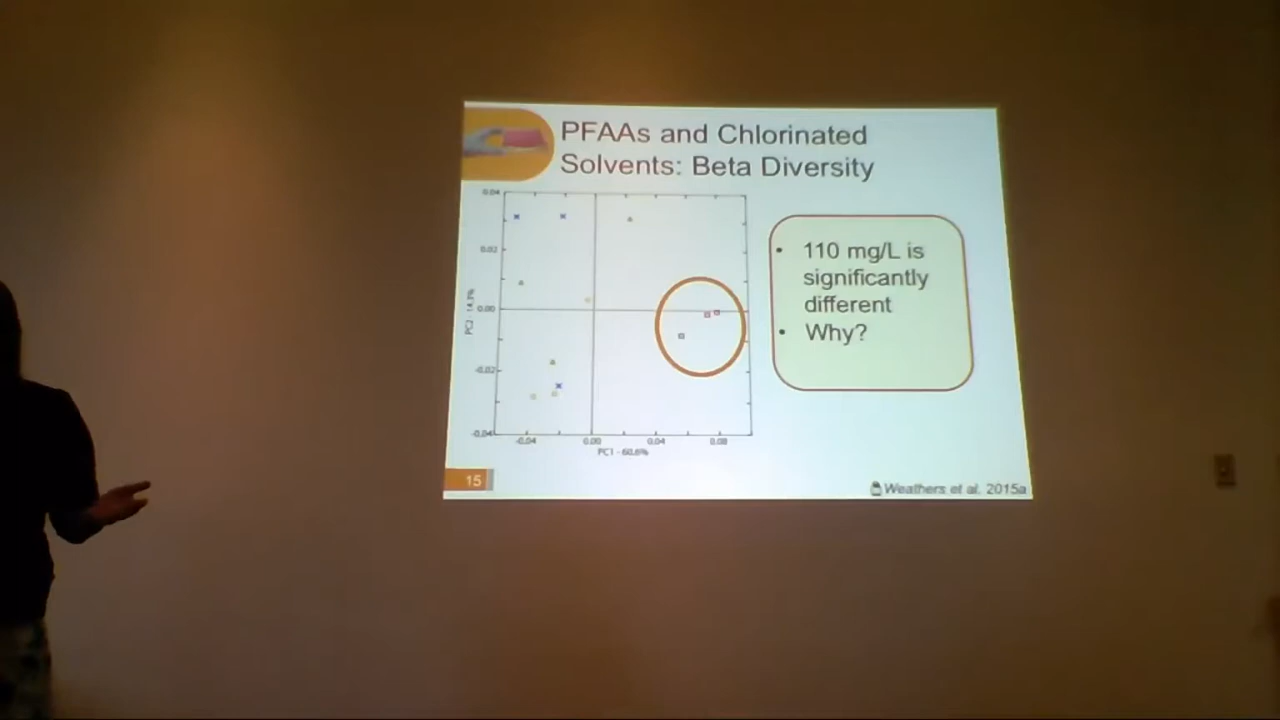 PFAAs and Chlorinated
Solvents: Beta Diversity
0.04
0.02
0.00
-0.02
-0.04
PC2 - 14.3%
-0.04 0.00 0.04 0.08
PC1 - 60.6%
• 110 mg/L is
significantly
different
• Why?
15
Weathers et al. 2015a